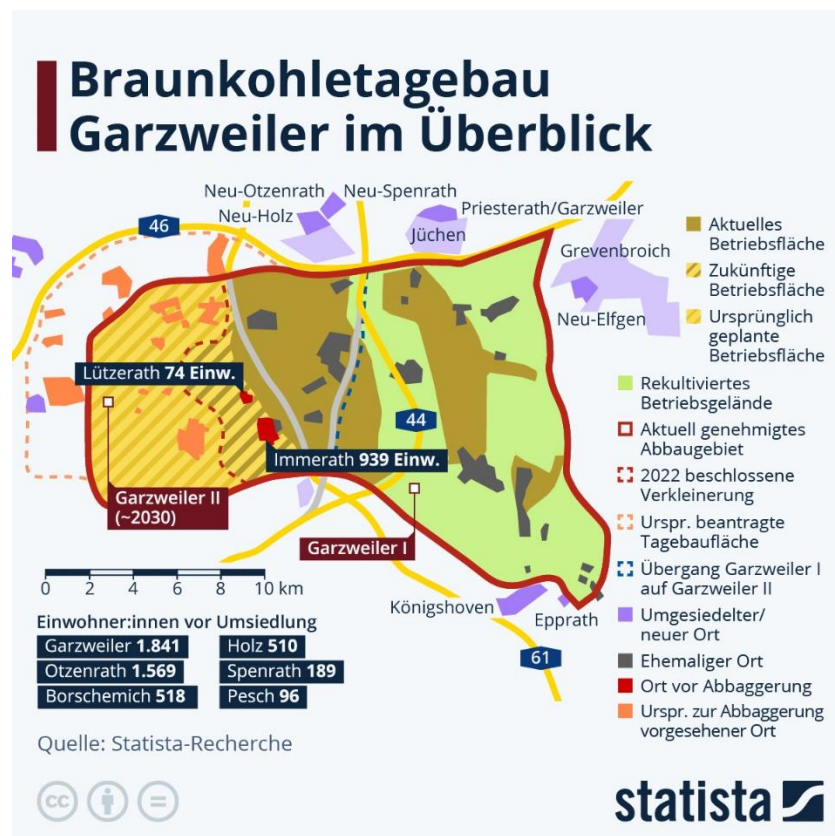 Braunkohletagebau
Garzweiler im Überblick
Neu-Otzenrath
Neu-Spenrath
Neu-Holz
Priesterath/Garzweiler
Jüchen
46
Grevenbroich
Neu-Elfgen
Lützerath 74 Einw.
44
Immerath 939 Einw.
Garzweiler II
(~2030)
Garzweiler I
0 2 4 6 8 10 km
Königshoven
Epprath
61
Aktuelles
Betriebsfläche
Zukünftige
Betriebsfläche
Ursprünglich
geplante
Betriebsfläche
Rekultiviertes
Betriebsgelände
Aktuell genehmigtes
Abbaugebiet
2022 beschlossene
Verkleinerung
Urspr. beantragte
Tagebaufläche
Übergang Garzweiler I
auf Garzweiler II
Umgesiedelter/
neuer Ort
Ehemaliger Ort
Ort vor Abbaggerung
Urspr. zur Abbaggerung
vorgesehener Ort
Einwohner:innen vor Umsiedlung
Garzweiler 1.841
Holz 510
Otzenrath 1.569
Spenrath 189
Borschemich 518
Pesch 96
Quelle: Statista-Recherche
cc
statista